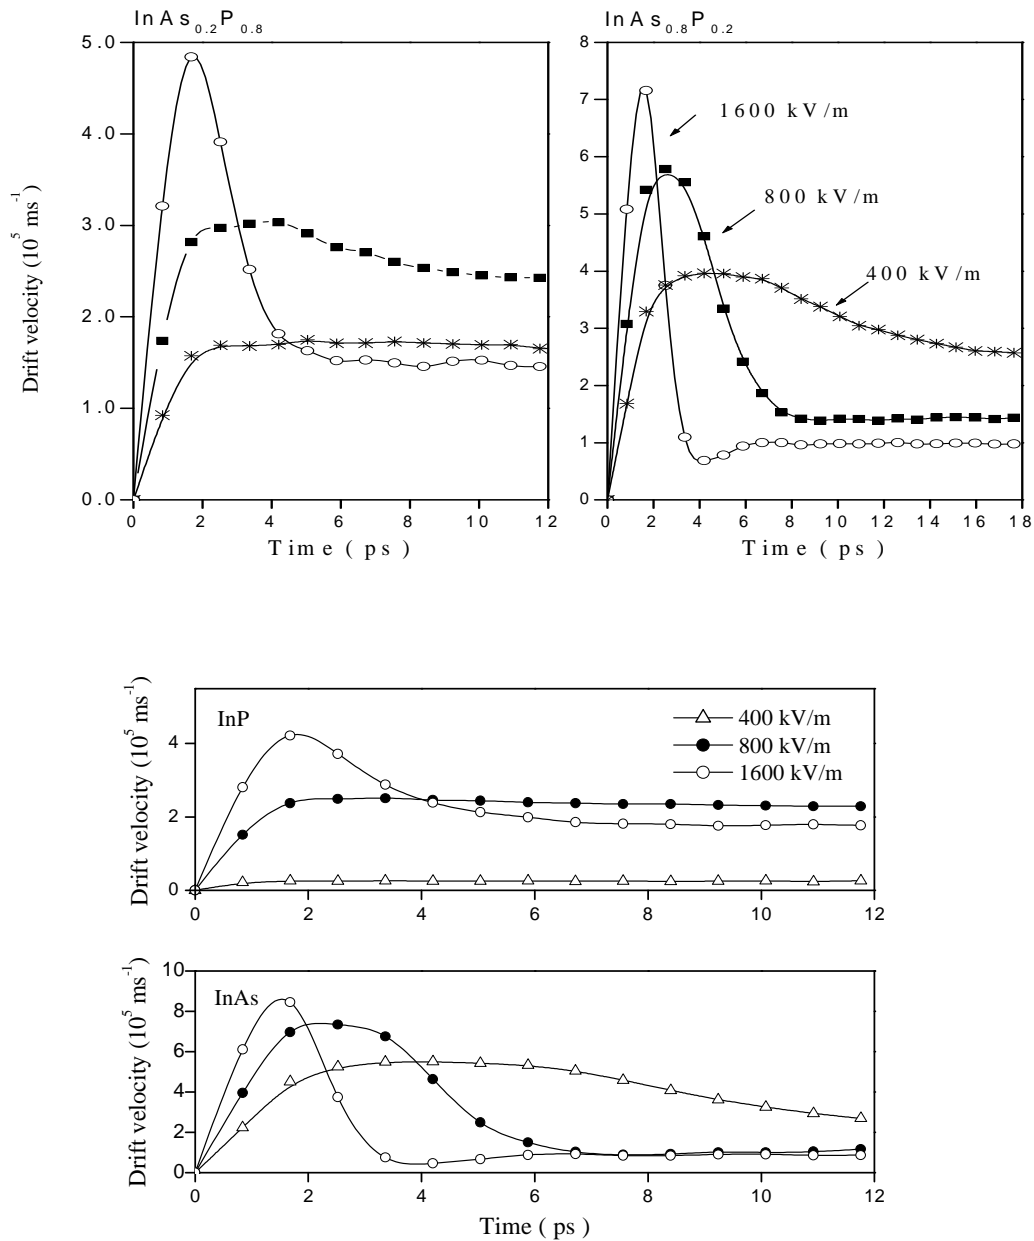 InAs0.2P0.8
5.0
4.0
3.0
2.0
1.0
0.0
Drift velocity (10^5 ms^-1)
0 2 4 6 8 10 12
Time ( ps )
InAs0.8P0.2
8
7
6
5
4
3
2
1
0
1600 kV/m
800 kV/m
400 kV/m
0 2 4 6 8 10 12 14 16 18
Time ( ps )
InP
4
2
0
Drift velocity (10^5 ms^-1)
400 kV/m
800 kV/m
1600 kV/m
0 2 4 6 8 10 12
InAs
10
8
6
4
2
0
Drift velocity (10^5 ms^-1)
0 2 4 6 8 10 12
Time ( ps )